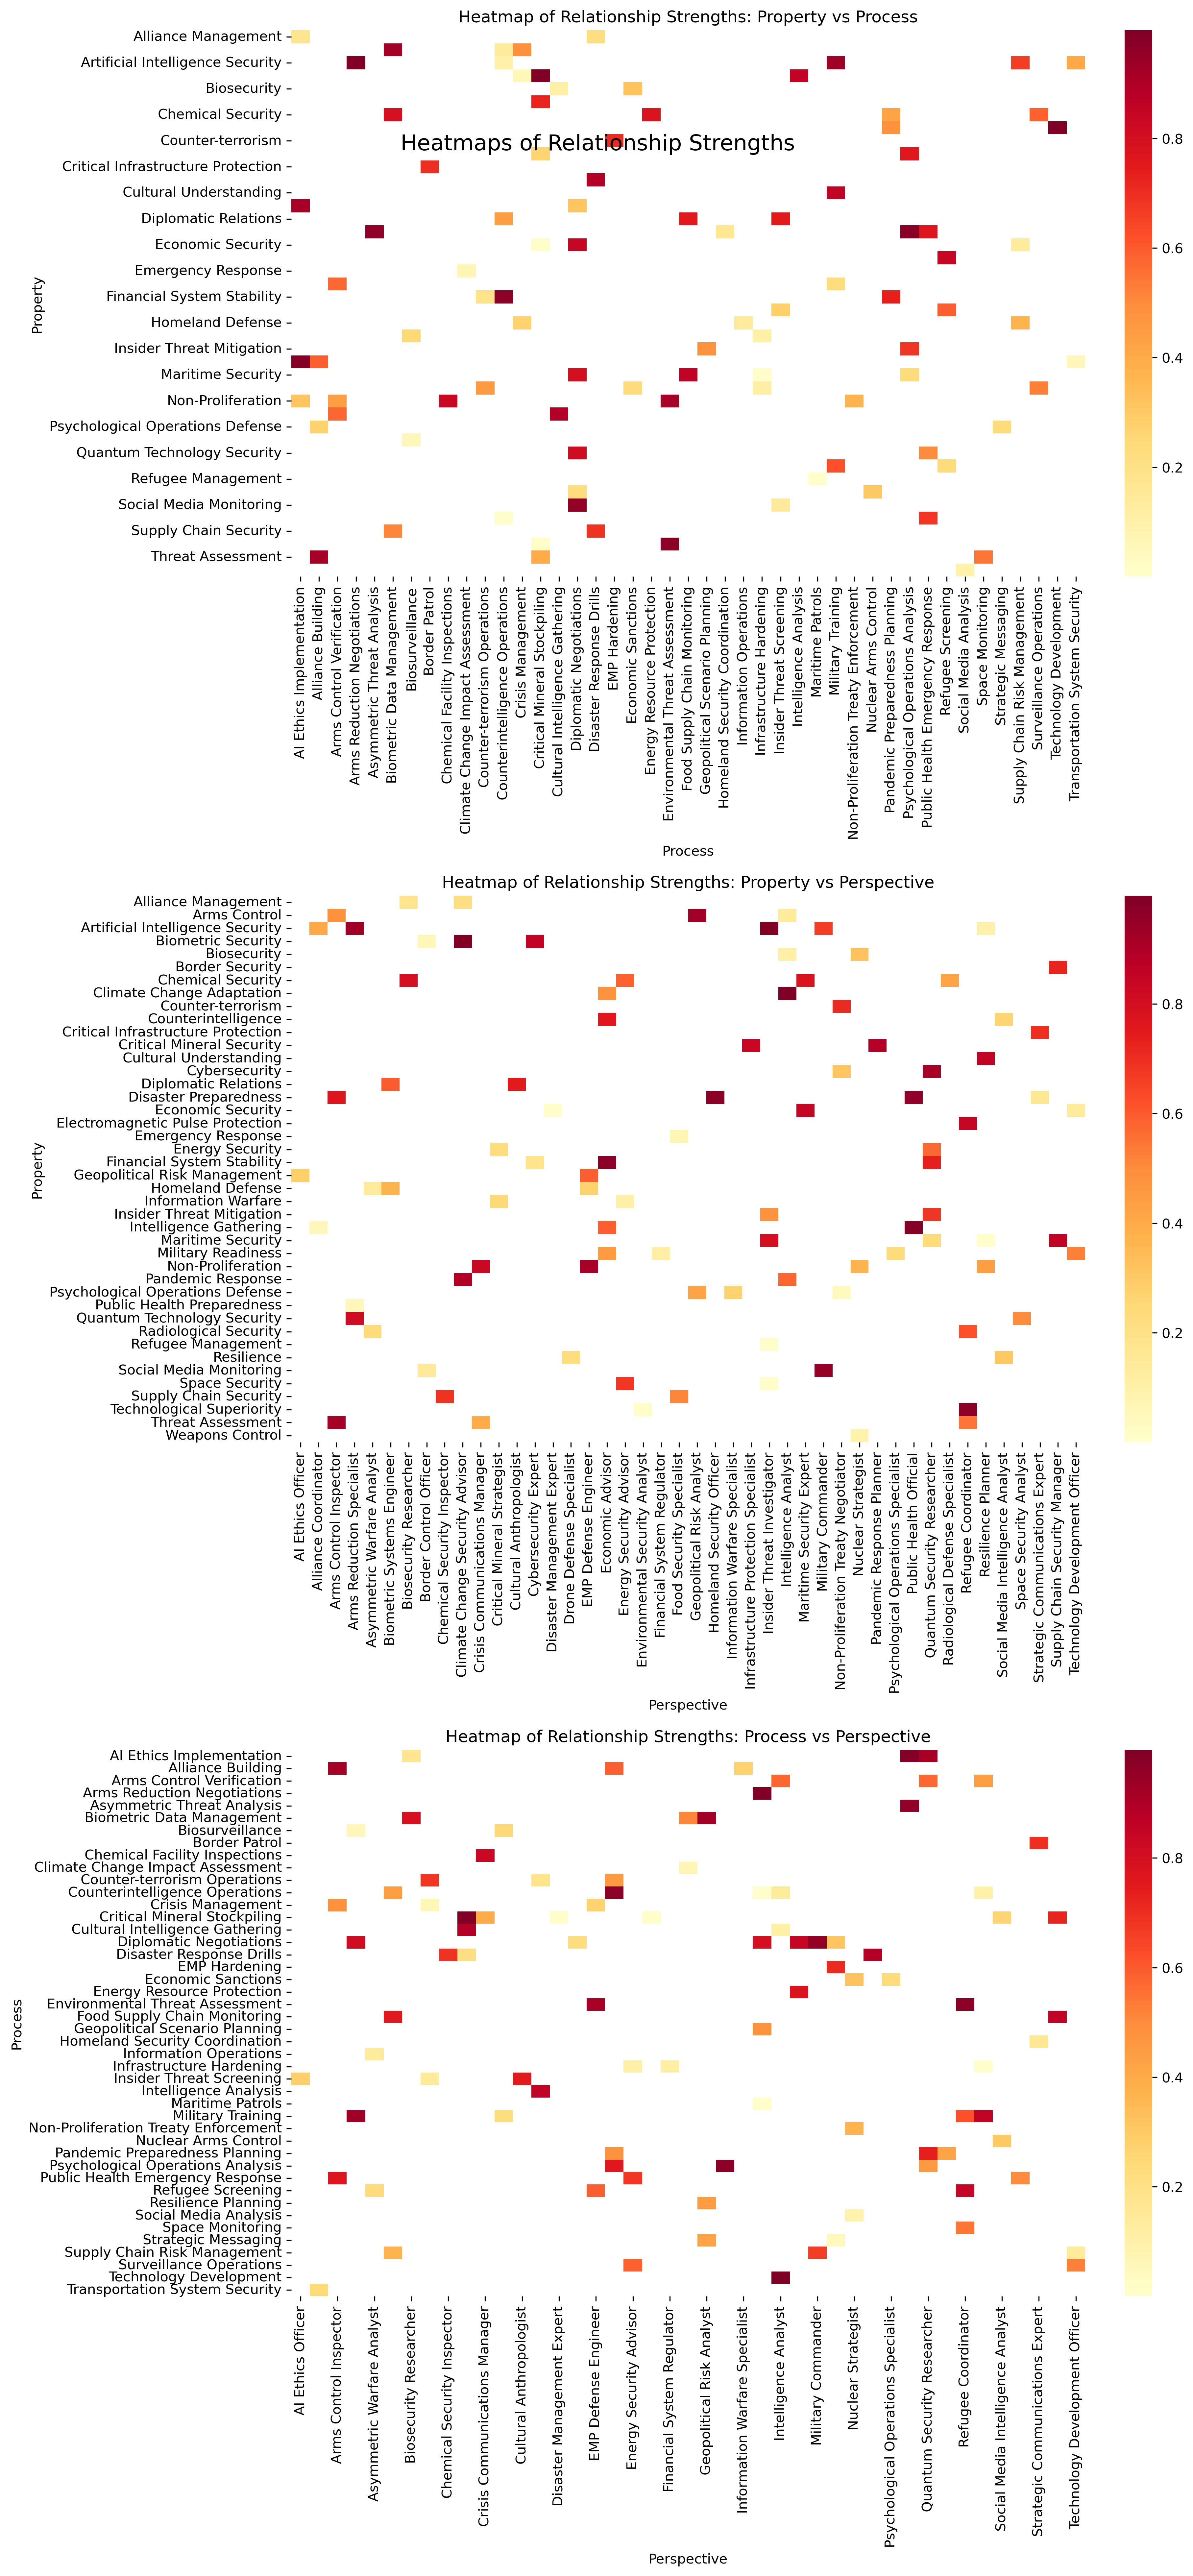 Heatmap of Relationship Strengths: Property vs Process
Heatmaps of Relationship Strengths
Property
Alliance Management
Artificial Intelligence Security
Biosecurity
Chemical Security
Counter-terrorism
Critical Infrastructure Protection
Cultural Understanding
Diplomatic Relations
Economic Security
Emergency Response
Financial System Stability
Homeland Defense
Insider Threat Mitigation
Maritime Security
Non-Proliferation
Psychological Operations Defense
Quantum Technology Security
Refugee Management
Social Media Monitoring
Supply Chain Security
Threat Assessment
0.8
0.6
0.4
0.2
AI Ethics Implementation
Alliance Building
Arms Control Verification
Arms Reduction Negotiations
Asymmetric Threat Analysis
Biometric Data Management
Biosurveillance
Border Patrol
Chemical Facility Inspections
Climate Change Impact Assessment
Counter-terrorism Operations
Counterintelligence Operations
Crisis Management
Critical Mineral Stockpiling
Cultural Intelligence Gathering
Diplomatic Negotiations
Disaster Response Drills
EMP Hardening
Economic Sanctions
Energy Resource Protection
Environmental Threat Assessment
Food Supply Chain Monitoring
Geopolitical Scenario Planning
Homeland Security Coordination
Information Operations
Infrastructure Hardening
Insider Threat Screening
Intelligence Analysis
Maritime Patrols
Military Training
Non-Proliferation Treaty Enforcement
Nuclear Arms Control
Pandemic Preparedness Planning
Psychological Operations Analysis
Public Health Emergency Response
Refugee Screening
Social Media Analysis
Space Monitoring
Strategic Messaging
Supply Chain Risk Management
Surveillance Operations
Technology Development
Transportation System Security
Process
Heatmap of Relationship Strengths: Property vs Perspective
Property
Alliance Management
Arms Control
Artificial Intelligence Security
Biometric Security
Biosecurity
Border Security
Chemical Security
Climate Change Adaptation
Counter-terrorism
Counterintelligence
Critical Infrastructure Protection
Critical Mineral Security
Cultural Understanding
Cybersecurity
Diplomatic Relations
Disaster Preparedness
Economic Security
Electromagnetic Pulse Protection
Emergency Response
Energy Security
Financial System Stability
Geopolitical Risk Management
Homeland Defense
Information Warfare
Insider Threat Mitigation
Intelligence Gathering
Maritime Security
Military Readiness
Non-Proliferation
Pandemic Response
Psychological Operations Defense
Public Health Preparedness
Quantum Technology Security
Radiological Security
Refugee Management
Resilience
Social Media Monitoring
Space Security
Supply Chain Security
Technological Superiority
Threat Assessment
Weapons Control
0.8
0.6
0.4
0.2
AI Ethics Officer
Alliance Coordinator
Arms Control Inspector
Arms Reduction Specialist
Asymmetric Warfare Analyst
Biometric Systems Engineer
Biosecurity Researcher
Border Control Officer
Chemical Security Inspector
Climate Change Security Advisor
Crisis Communications Manager
Critical Mineral Strategist
Cultural Anthropologist
Cybersecurity Expert
Disaster Management Expert
Drone Defense Specialist
EMP Defense Engineer
Economic Advisor
Energy Security Advisor
Environmental Security Analyst
Financial System Regulator
Food Security Specialist
Geopolitical Risk Analyst
Homeland Security Officer
Information Warfare Specialist
Infrastructure Protection Specialist
Insider Threat Investigator
Intelligence Analyst
Maritime Security Expert
Military Commander
Non-Proliferation Treaty Negotiator
Nuclear Strategist
Pandemic Response Planner
Psychological Operations Specialist
Public Health Official
Quantum Security Researcher
Radiological Defense Specialist
Refugee Coordinator
Resilience Planner
Social Media Intelligence Analyst
Space Security Analyst
Strategic Communications Expert
Supply Chain Security Manager
Technology Development Officer
Perspective
Heatmap of Relationship Strengths: Process vs Perspective
Process
AI Ethics Implementation
Alliance Building
Arms Control Verification
Arms Reduction Negotiations
Asymmetric Threat Analysis
Biometric Data Management
Biosurveillance
Border Patrol
Chemical Facility Inspections
Climate Change Impact Assessment
Counter-terrorism Operations
Counterintelligence Operations
Crisis Management
Critical Mineral Stockpiling
Cultural Intelligence Gathering
Diplomatic Negotiations
Disaster Response Drills
EMP Hardening
Economic Sanctions
Energy Resource Protection
Environmental Threat Assessment
Food Supply Chain Monitoring
Geopolitical Scenario Planning
Homeland Security Coordination
Information Operations
Infrastructure Hardening
Insider Threat Screening
Intelligence Analysis
Maritime Patrols
Military Training
Non-Proliferation Treaty Enforcement
Nuclear Arms Control
Pandemic Preparedness Planning
Psychological Operations Analysis
Public Health Emergency Response
Refugee Screening
Resilience Planning
Social Media Analysis
Space Monitoring
Strategic Messaging
Supply Chain Risk Management
Surveillance Operations
Technology Development
Transportation System Security
0.8
0.6
0.4
0.2
AI Ethics Officer
Arms Control Inspector
Asymmetric Warfare Analyst
Biosecurity Researcher
Chemical Security Inspector
Crisis Communications Manager
Cultural Anthropologist
Disaster Management Expert
EMP Defense Engineer
Energy Security Advisor
Financial System Regulator
Geopolitical Risk Analyst
Information Warfare Specialist
Intelligence Analyst
Military Commander
Nuclear Strategist
Psychological Operations Specialist
Quantum Security Researcher
Refugee Coordinator
Social Media Intelligence Analyst
Strategic Communications Expert
Technology Development Officer
Perspective